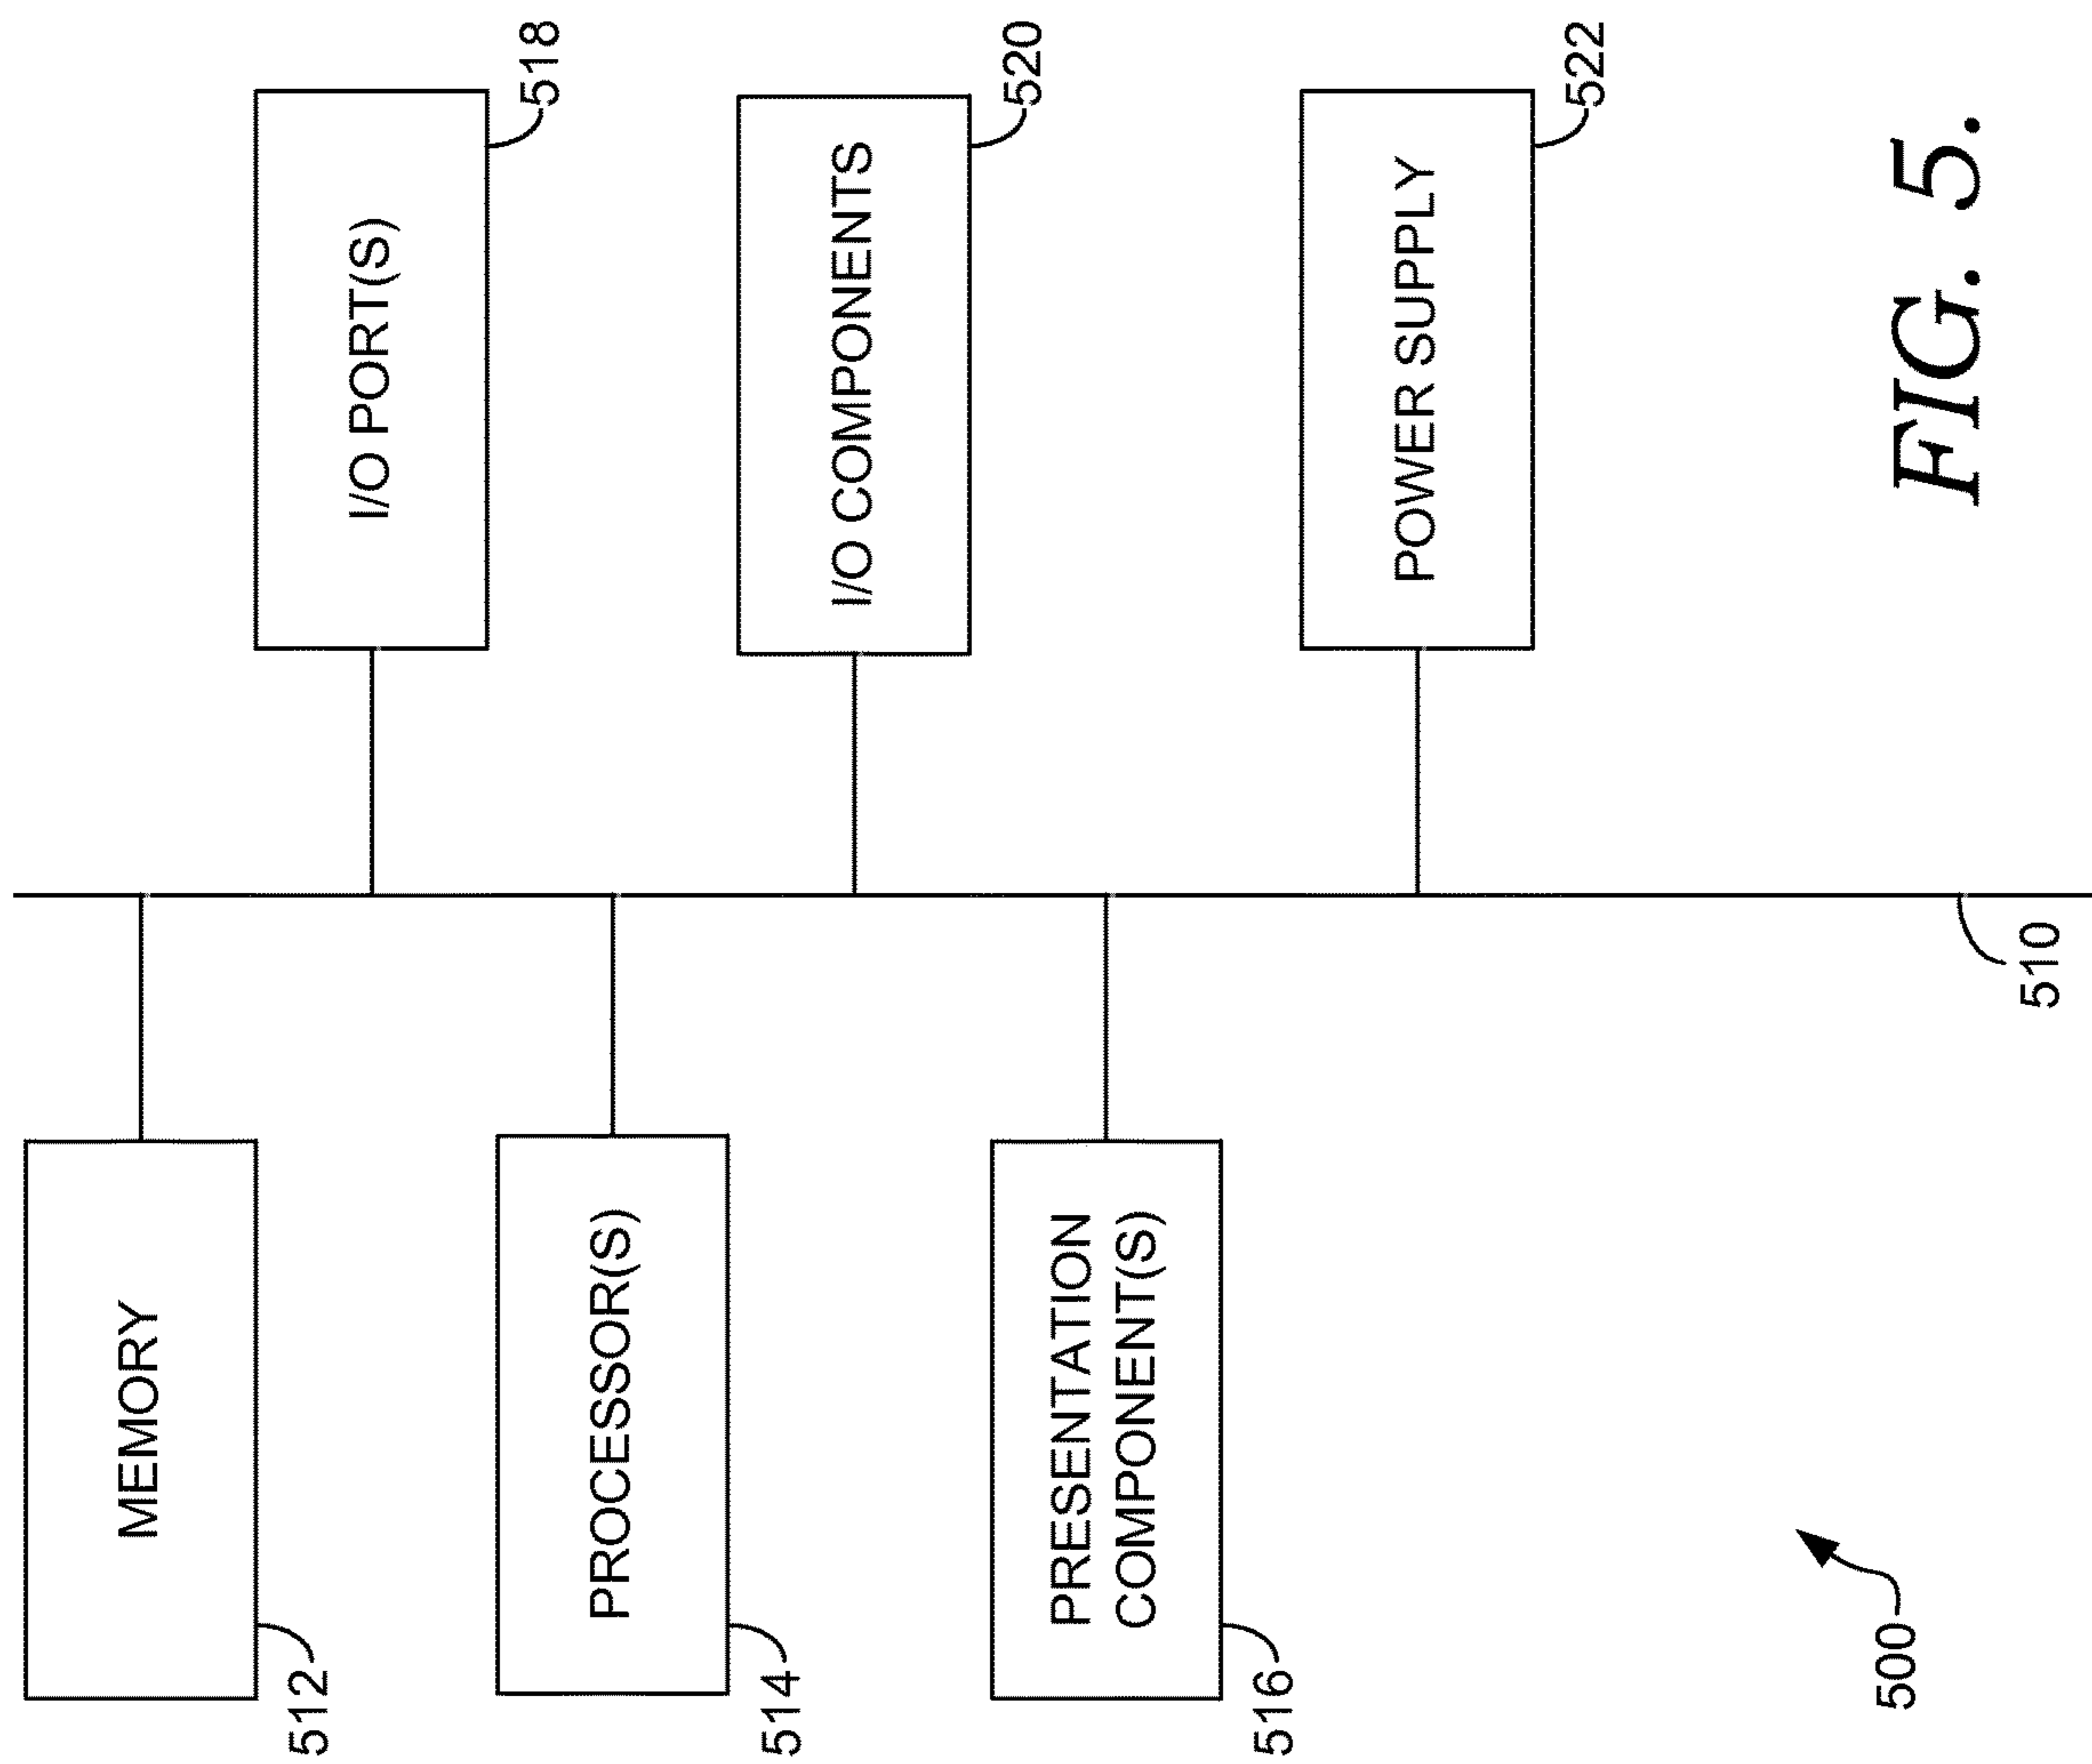 MEMORY
512
I/O PORT(S)
518
PROCESSOR(S)
514
I/O COMPONENTS
520
PRESENTATION
COMPONENT(S)
516
POWER SUPPLY
522
510
500
FIG. 5.